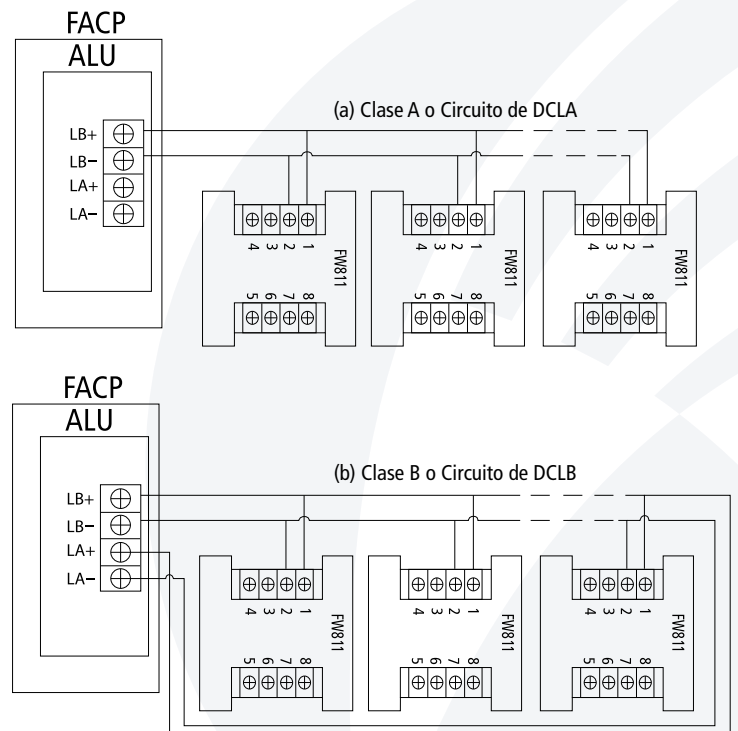 FACP
ALU
(a) Clase A o Circuito de DCLA
LB+
LB−
LA+
LA−
4 3 2 1
FW811
5 6 7 8
4 3 2 1
FW811
5 6 7 8
4 3 2 1
FW811
5 6 7 8
FACP
ALU
(b) Clase B o Circuito de DCLB
LB+
LB−
LA+
LA−
4 3 2 1
FW811
5 6 7 8
4 3 2 1
FW811
5 6 7 8
4 3 2 1
FW811
5 6 7 8